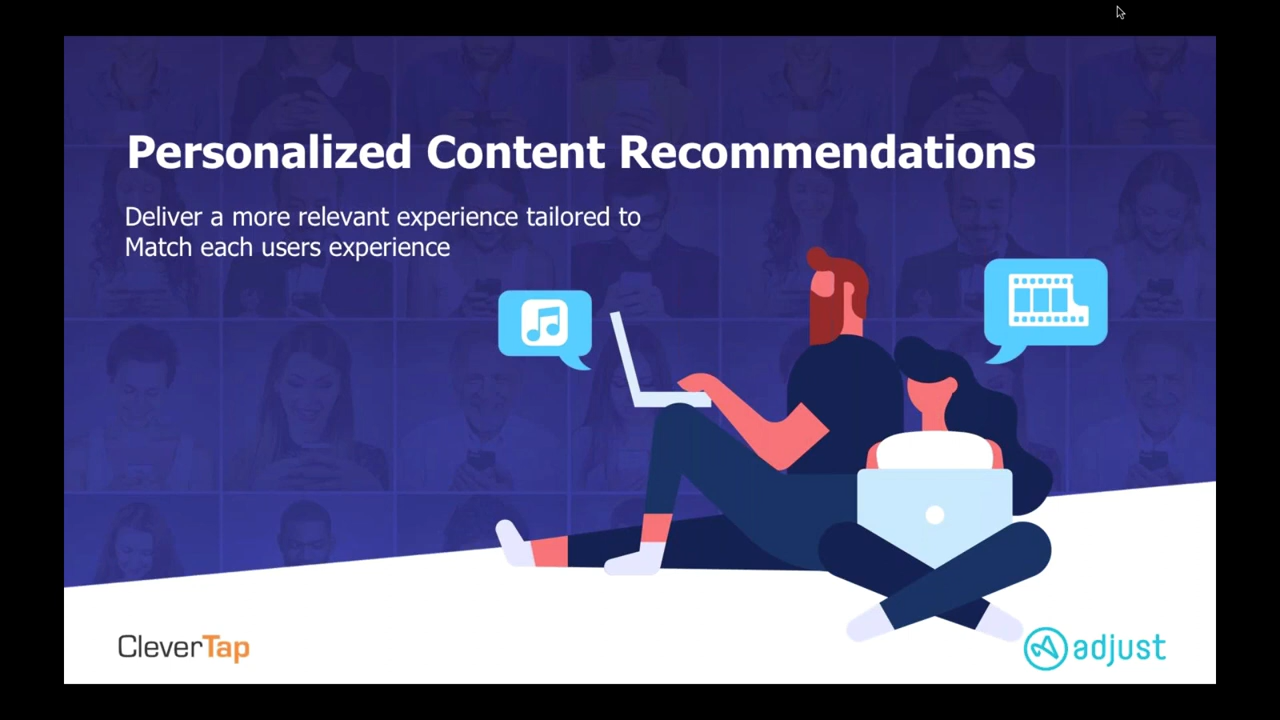 Personalized Content Recommendations
Deliver a more relevant experience tailored to
Match each users experience
CleverTap
adjust